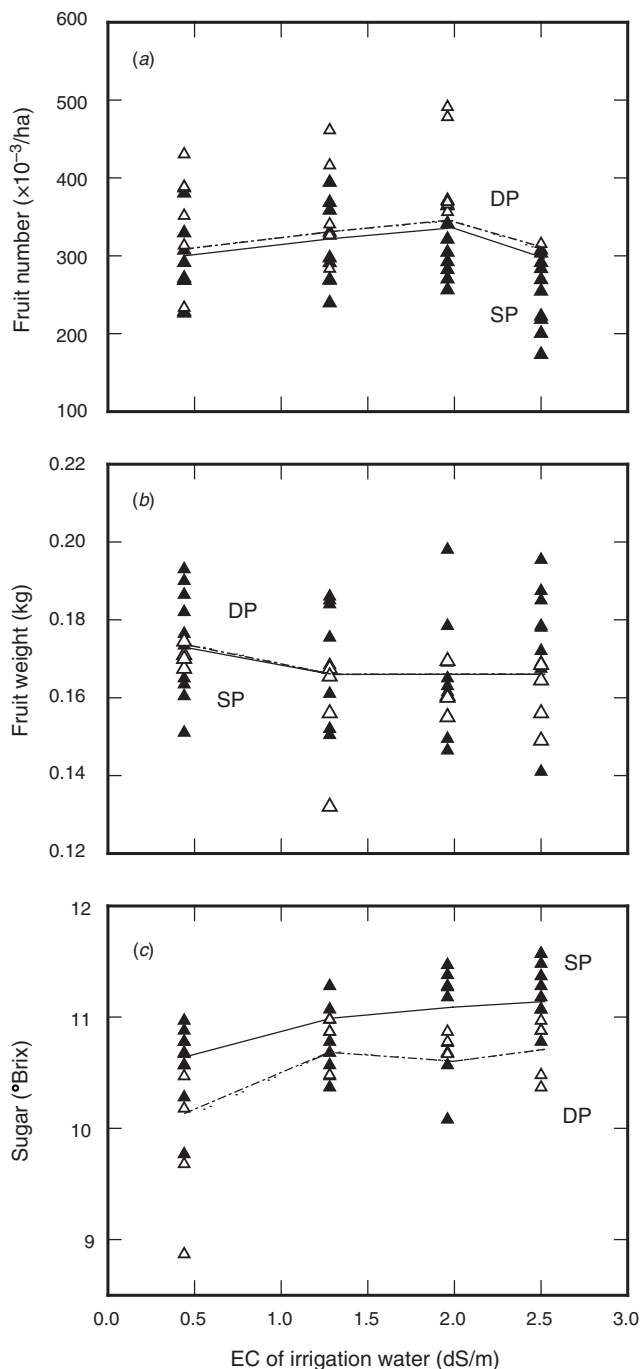 600
(a)
500
400
DP
300
SP
200
100
Fruit number (×10⁻³/ha)
0.22
(b)
0.20
DP
0.18
SP
0.16
0.14
0.12
Fruit weight (kg)
12
(c)
SP
11
10
DP
9
Sugar (°Brix)
0.0 0.5 1.0 1.5 2.0 2.5 3.0
EC of irrigation water (dS/m)